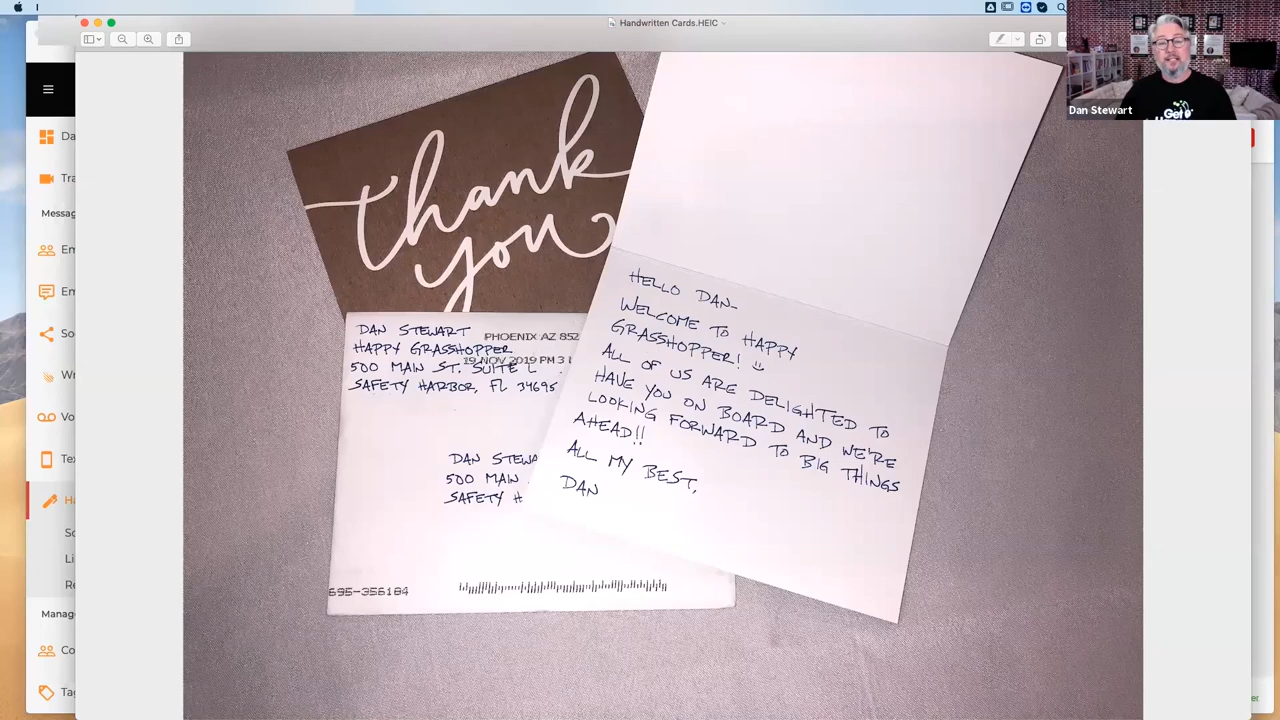 Handwritten Cards.HEIC
Dan Stewart
Get
Messag
Manage
thank
you
HELLO DAN-
WELCOME TO HAPPY
GRASSHOPPER!
ALL OF US ARE DELIGHTED TO
HAVE YOU ON BOARD AND WE'RE
LOOKING FORWARD TO BIG THINGS
AHEAD!!
ALL MY BEST,
DAN
DAN STEWART
HAPPY GRASSHOPPER
500 MAIN ST. SUITE L
SAFETY HARBOR, FL 34695
PHOENIX AZ 852
19 NOV 2019 PM 3 L
DAN STEWA
500 MAIN
SAFETY H
695-356184